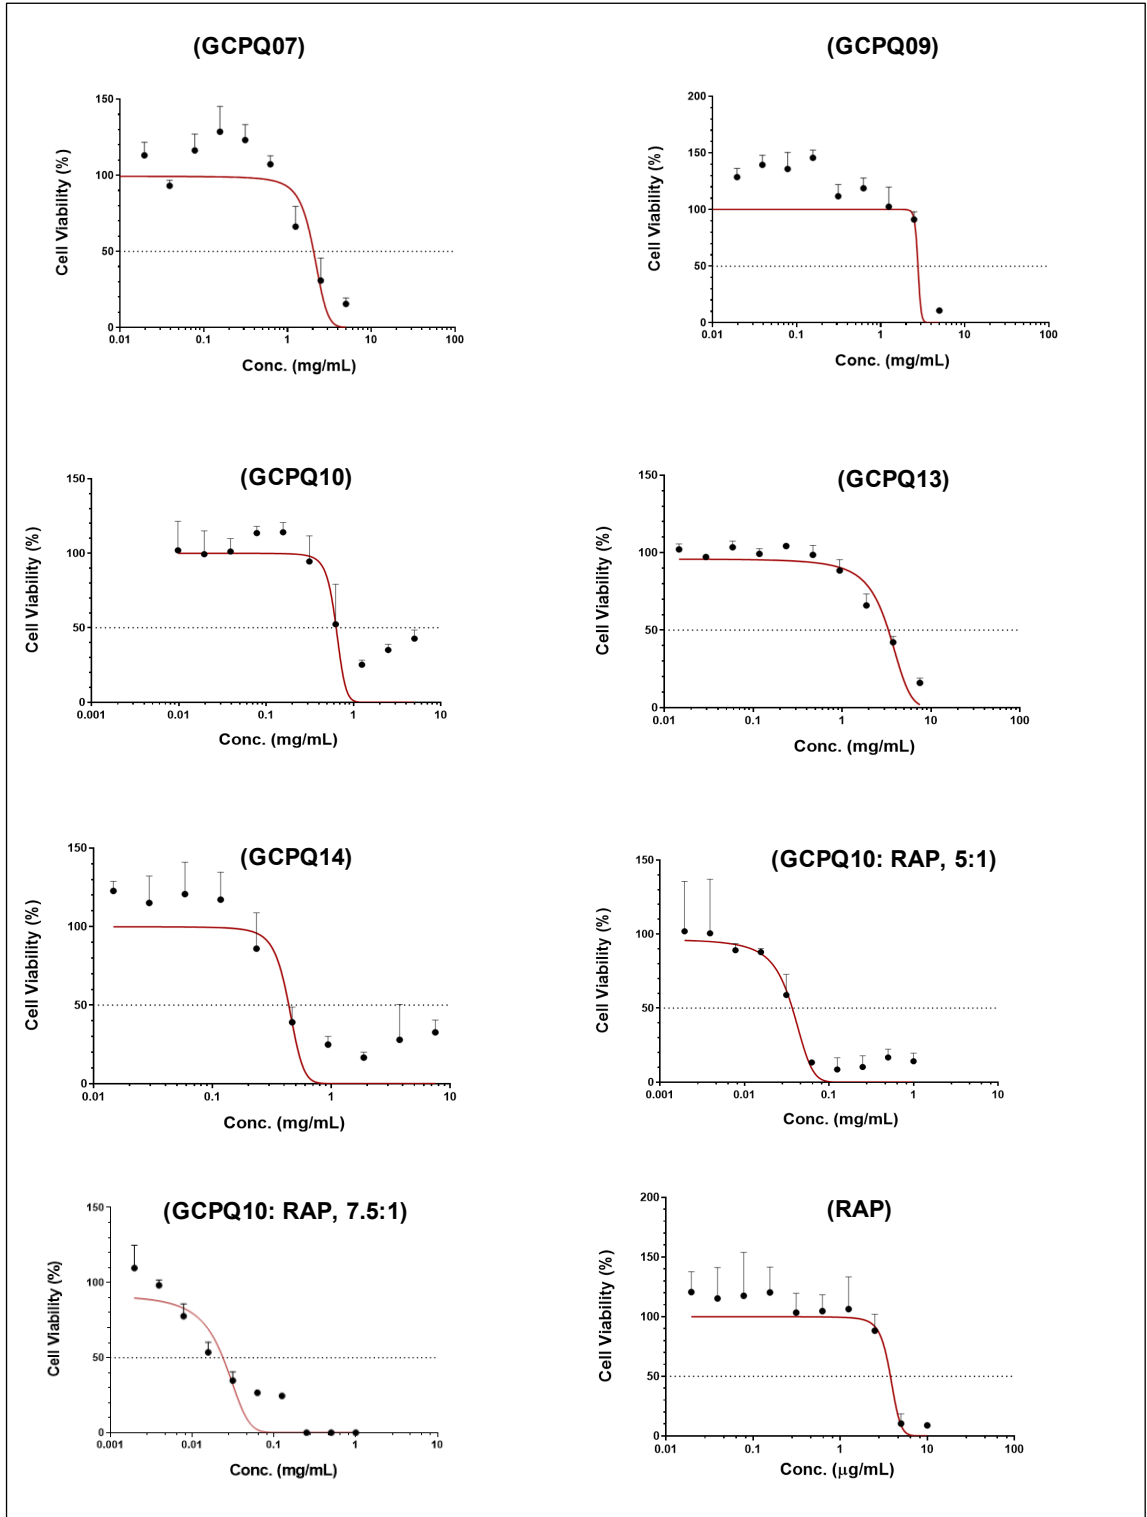 (GCPQ07)
Cell Viability (%)
150
100
50
0
0.01 0.1 1 10 100
Conc. (mg/mL)
(GCPQ09)
Cell Viability (%)
200
150
100
50
0
0.01 0.1 1 10 100
Conc. (mg/mL)
(GCPQ10)
Cell Viability (%)
150
100
50
0
0.001 0.01 0.1 1 10
Conc. (mg/mL)
(GCPQ13)
Cell Viability (%)
150
100
50
0
0.01 0.1 1 10 100
Conc. (mg/mL)
(GCPQ14)
Cell Viability (%)
150
100
50
0
0.01 0.1 1 10
Conc. (mg/mL)
(GCPQ10: RAP, 5:1)
Cell Viability (%)
150
100
50
0
0.001 0.01 0.1 1 10
Conc. (mg/mL)
(GCPQ10: RAP, 7.5:1)
Cell Viability (%)
150
100
50
0
0.001 0.01 0.1 1 10
Conc. (mg/mL)
(RAP)
Cell Viability (%)
200
150
100
50
0
0.01 0.1 1 10 100
Conc. (μg/mL)